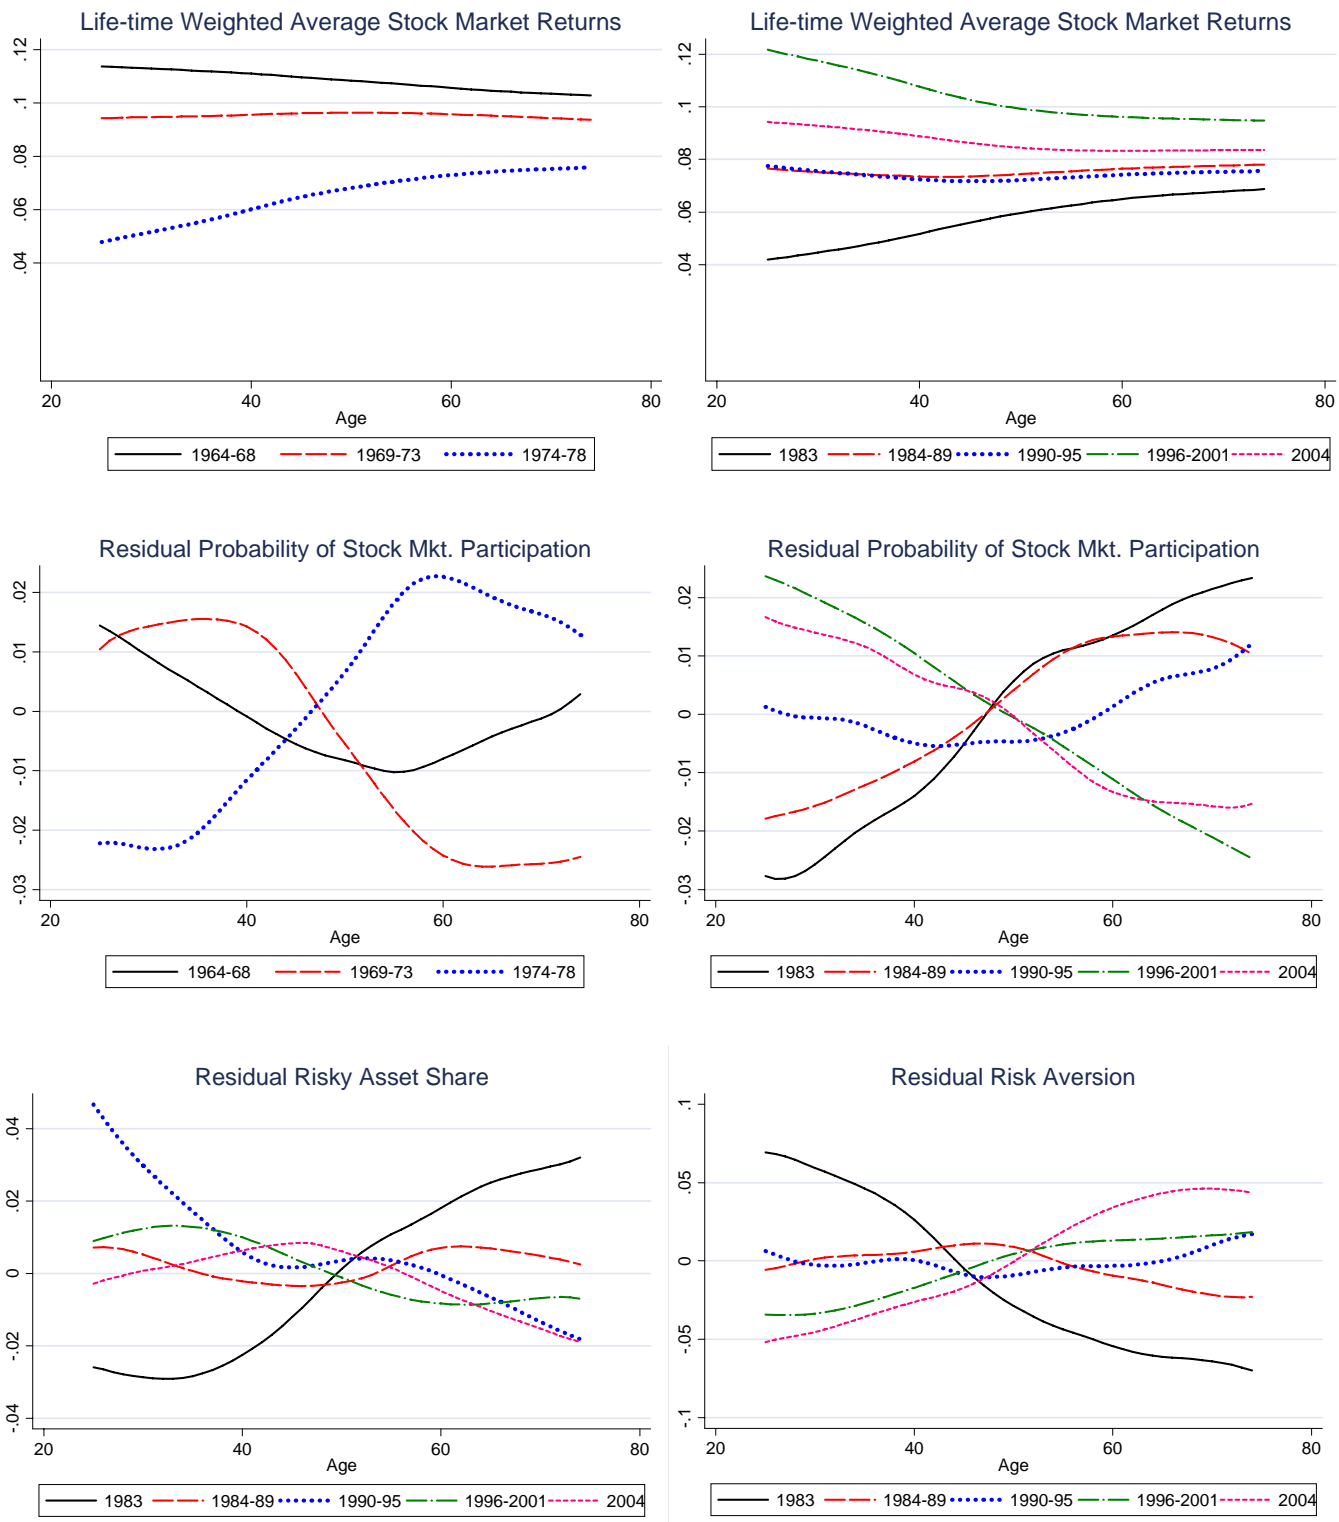 Life-time Weighted Average Stock Market Returns
.12
.1
.08
.06
.04
20 40 60 80
Age
1964-68 1969-73 1974-78
Life-time Weighted Average Stock Market Returns
.12
.1
.08
.06
.04
20 40 60 80
Age
1983 1984-89 1990-95 1996-2001 2004
Residual Probability of Stock Mkt. Participation
.02
.01
0
-.01
-.02
-.03
20 40 60 80
Age
1964-68 1969-73 1974-78
Residual Probability of Stock Mkt. Participation
.02
.01
0
-.01
-.02
-.03
20 40 60 80
Age
1983 1984-89 1990-95 1996-2001 2004
Residual Risky Asset Share
.04
.02
0
-.02
-.04
20 40 60 80
Age
1983 1984-89 1990-95 1996-2001 2004
Residual Risk Aversion
.1
.05
0
-.05
-.1
20 40 60 80
Age
1983 1984-89 1990-95 1996-2001 2004